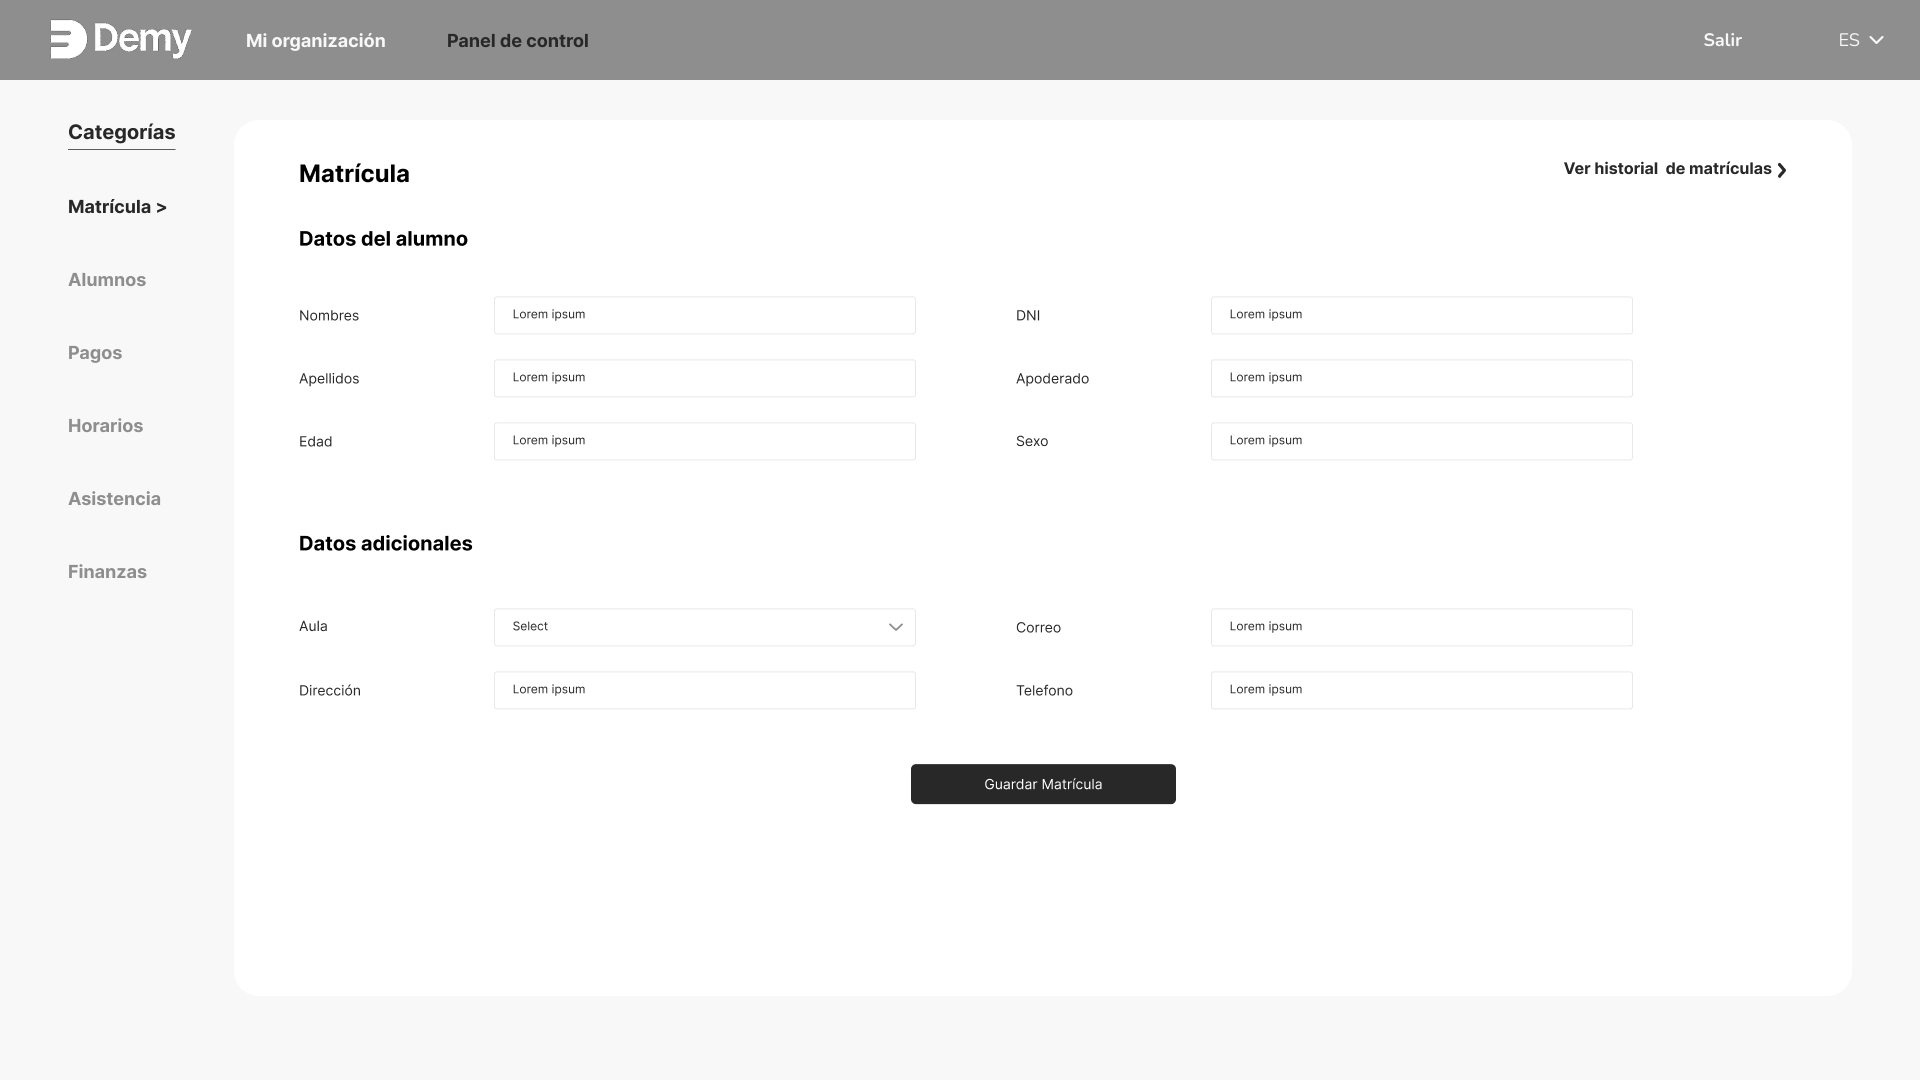 Demy Mi organización Panel de control Salir ES
Categorías
Matrícula >
Alumnos
Pagos
Horarios
Asistencia
Finanzas
Matrícula Ver historial de matrículas
Datos del alumno
Nombres Lorem ipsum DNI Lorem ipsum
Apellidos Lorem ipsum Apoderado Lorem ipsum
Edad Lorem ipsum Sexo Lorem ipsum
Datos adicionales
Aula Select Correo Lorem ipsum
Dirección Lorem ipsum Telefono Lorem ipsum
Guardar Matrícula